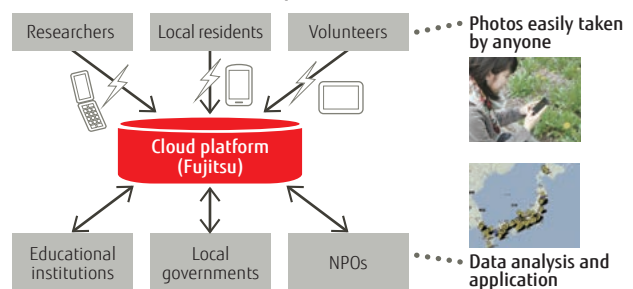 Researchers
Local residents
Volunteers
Photos easily taken
by anyone
Cloud platform
(Fujitsu)
Educational
institutions
Local
governments
NPOs
Data analysis and
application